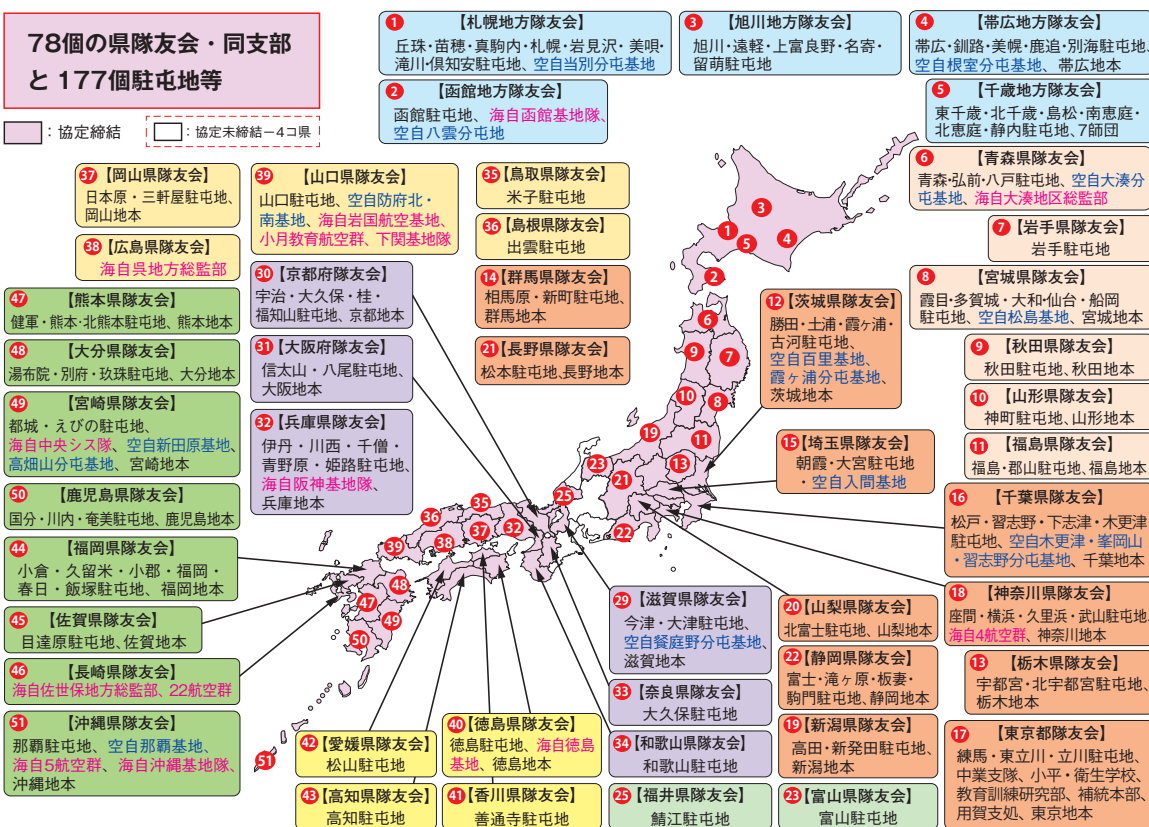 78個の県隊友会・同支部
と 177個駐屯地等
：協定締結
：協定未締結－4コ県
1【札幌地方隊友会】
丘珠・苗穂・真駒内・札幌・岩見沢・美唄・
滝川・倶知安駐屯地、空自当別分屯基地
2【函館地方隊友会】
函館駐屯地、海自函館基地隊、
空自八雲分屯地
3【旭川地方隊友会】
旭川・遠軽・上富良野・名寄・
留萌駐屯地
4【帯広地方隊友会】
帯広・釧路・美幌・鹿追・別海駐屯地、
空自根室分屯基地、帯広地本
5【千歳地方隊友会】
東千歳・北千歳・島松・南恵庭・
北恵庭・静内駐屯地、7師団
6【青森県隊友会】
青森・弘前・八戸駐屯地、空自大湊分
屯基地、海自大湊地区総監部
7【岩手県隊友会】
岩手駐屯地
8【宮城県隊友会】
霞目・多賀城・大和・仙台・船岡
駐屯地、空自松島基地、宮城地本
9【秋田県隊友会】
秋田駐屯地、秋田地本
10【山形県隊友会】
神町駐屯地、山形地本
11【福島県隊友会】
福島・郡山駐屯地、福島地本
37【岡山県隊友会】
日本原・三軒屋駐屯地、
岡山地本
38【広島県隊友会】
海自呉地方総監部
39【山口県隊友会】
山口駐屯地、空自防府北・
南基地、海自岩国航空基地、
小月教育航空群、下関基地隊
35【鳥取県隊友会】
米子駐屯地
36【島根県隊友会】
出雲駐屯地
14【群馬県隊友会】
相馬原・新町駐屯地、
群馬地本
21【長野県隊友会】
松本駐屯地、長野地本
12【茨城県隊友会】
勝田・土浦・霞ヶ浦・
古河駐屯地、
空自百里基地、
霞ヶ浦分屯基地、
茨城地本
30【京都府隊友会】
宇治・大久保・桂・
福知山駐屯地、京都地本
31【大阪府隊友会】
信太山・八尾駐屯地、
大阪地本
32【兵庫県隊友会】
伊丹・川西・千僧・
青野原・姫路駐屯地、
海自阪神基地隊、
兵庫地本
47【熊本県隊友会】
健軍・熊本・北熊本駐屯地、熊本地本
48【大分県隊友会】
湯布院・別府・玖珠駐屯地、大分地本
49【宮崎県隊友会】
都城・えびの駐屯地、
海自中央シス隊、空自新田原基地、
高畑山分屯基地、宮崎地本
50【鹿児島県隊友会】
国分・川内・奄美駐屯地、鹿児島地本
44【福岡県隊友会】
小倉・久留米・小郡・福岡・
春日・飯塚駐屯地、福岡地本
45【佐賀県隊友会】
目達原駐屯地、佐賀地本
46【長崎県隊友会】
海自佐世保地方総監部、22航空群
51【沖縄県隊友会】
那覇駐屯地、空自那覇基地、
海自5航空群、海自沖縄基地隊、
沖縄地本
15【埼玉県隊友会】
朝霞・大宮駐屯地
・空自入間基地
16【千葉県隊友会】
松戸・習志野・下志津・木更津
駐屯地、空自木更津・峯岡山
・習志野分屯基地、千葉地本
18【神奈川県隊友会】
座間・横浜・久里浜・武山駐屯地
海自4航空群、神奈川地本
13【栃木県隊友会】
宇都宮・北宇都宮駐屯地、
栃木地本
17【東京都隊友会】
練馬・東立川・立川駐屯地、
中業支隊、小平・衛生学校、
教育訓練研究部、補統本部、
用賀支処、東京地本
20【山梨県隊友会】
北富士駐屯地、山梨地本
22【静岡県隊友会】
富士・滝ヶ原・板妻・
駒門駐屯地、静岡地本
19【新潟県隊友会】
高田・新発田駐屯地、
新潟地本
23【富山県隊友会】
富山駐屯地
29【滋賀県隊友会】
今津・大津駐屯地、
空自饗庭野分屯基地、
滋賀地本
33【奈良県隊友会】
大久保駐屯地
34【和歌山県隊友会】
和歌山駐屯地
25【福井県隊友会】
鯖江駐屯地
40【徳島県隊友会】
徳島駐屯地、海自徳島
基地、徳島地本
41【香川県隊友会】
善通寺駐屯地
42【愛媛県隊友会】
松山駐屯地
43【高知県隊友会】
高知駐屯地
3
1
5
4
2
6
9
7
10
8
19
11
23
13
21
25
22
35
36
37
32
38
39
48
47
49
50
51